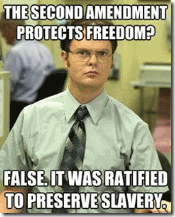 THE SECOND AMENDMENT
PROTECTS FREEDOM?
FALSE. IT WAS RATIFIED
TO PRESERVE SLAVERY.